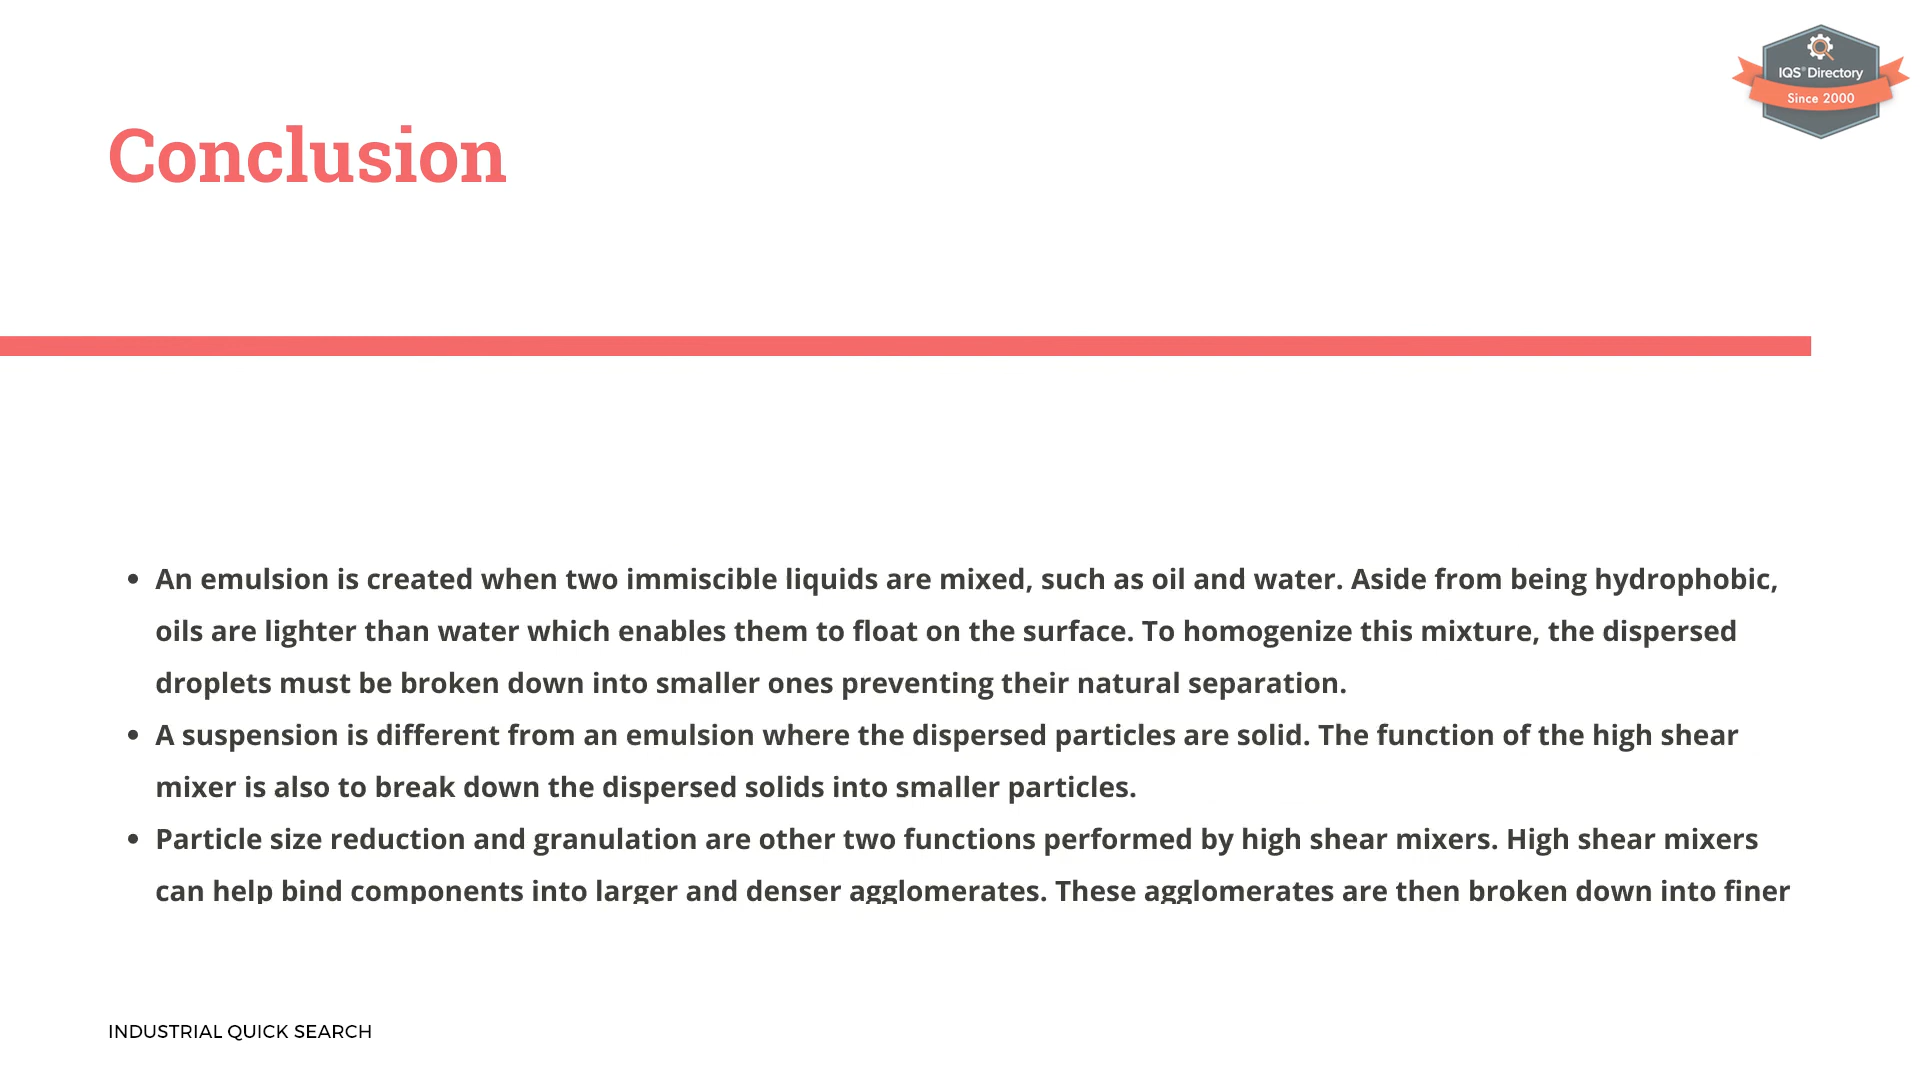 IQS® Directory
Since 2000
Conclusion
• An emulsion is created when two immiscible liquids are mixed, such as oil and water. Aside from being hydrophobic,
oils are lighter than water which enables them to float on the surface. To homogenize this mixture, the dispersed
droplets must be broken down into smaller ones preventing their natural separation.
• A suspension is different from an emulsion where the dispersed particles are solid. The function of the high shear
mixer is also to break down the dispersed solids into smaller particles.
• Particle size reduction and granulation are other two functions performed by high shear mixers. High shear mixers
can help bind components into larger and denser agglomerates. These agglomerates are then broken down into finer
INDUSTRIAL QUICK SEARCH